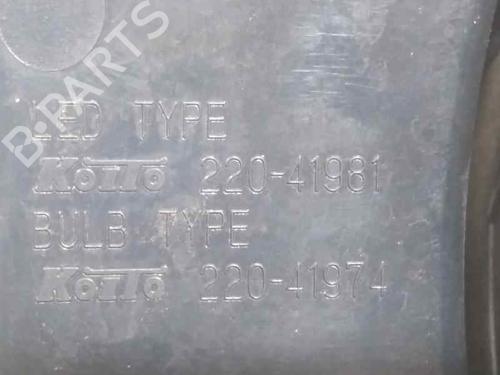 B-PARTS
LED TYPE
KOITO 220-41981
BULB TYPE
KOITO 220-41974